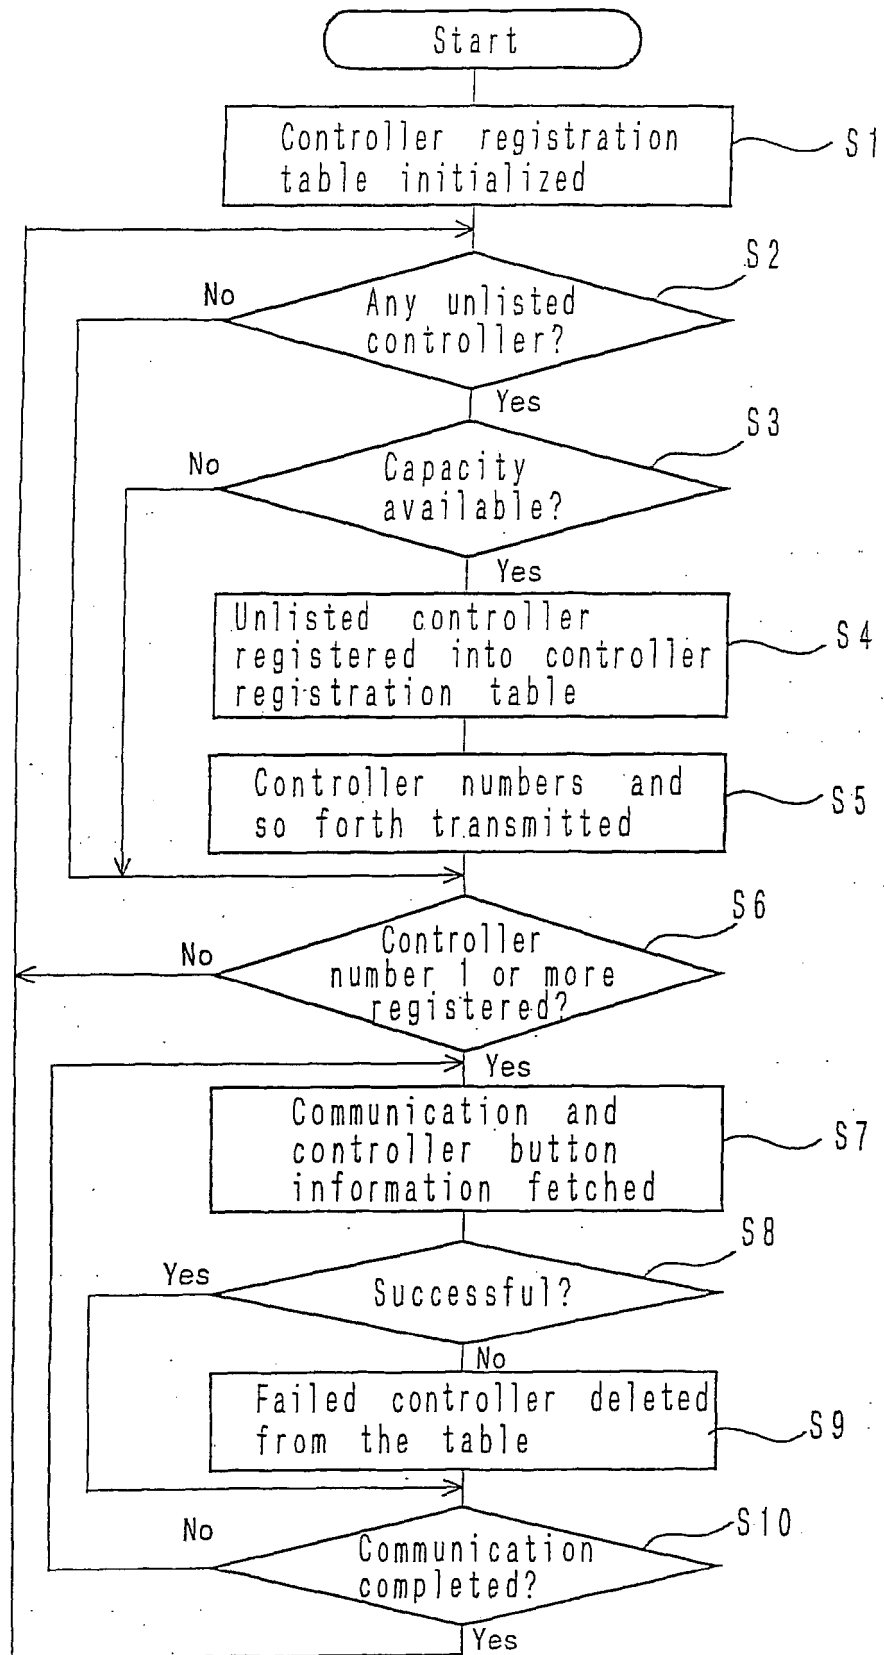 Start
Controller registration
table initialized
S1
S2
No
Any unlisted
controller?
Yes
S3
No
Capacity
available?
Yes
Unlisted controller
registered into controller
registration table
S4
Controller numbers and
so forth transmitted
S5
S6
No
Controller
number 1 or more
registered?
Yes
Communication and
controller button
information fetched
S7
S8
Yes
Successful?
No
Failed controller deleted
from the table
S9
No
S10
Communication
completed?
Yes